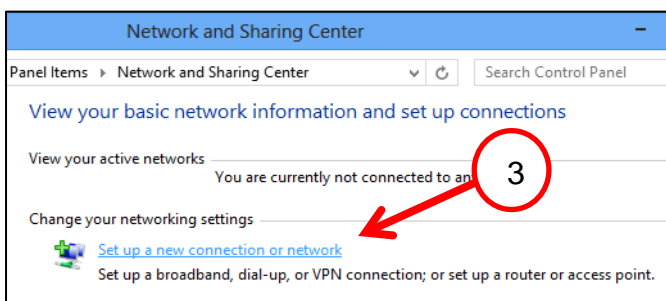 Network and Sharing Center
Panel Items ▸ Network and Sharing Center Search Control Panel
View your basic network information and set up connections
View your active networks
You are currently not connected to
3
Change your networking settings
Set up a new connection or network
Set up a broadband, dial-up, or VPN connection; or set up a router or access point.